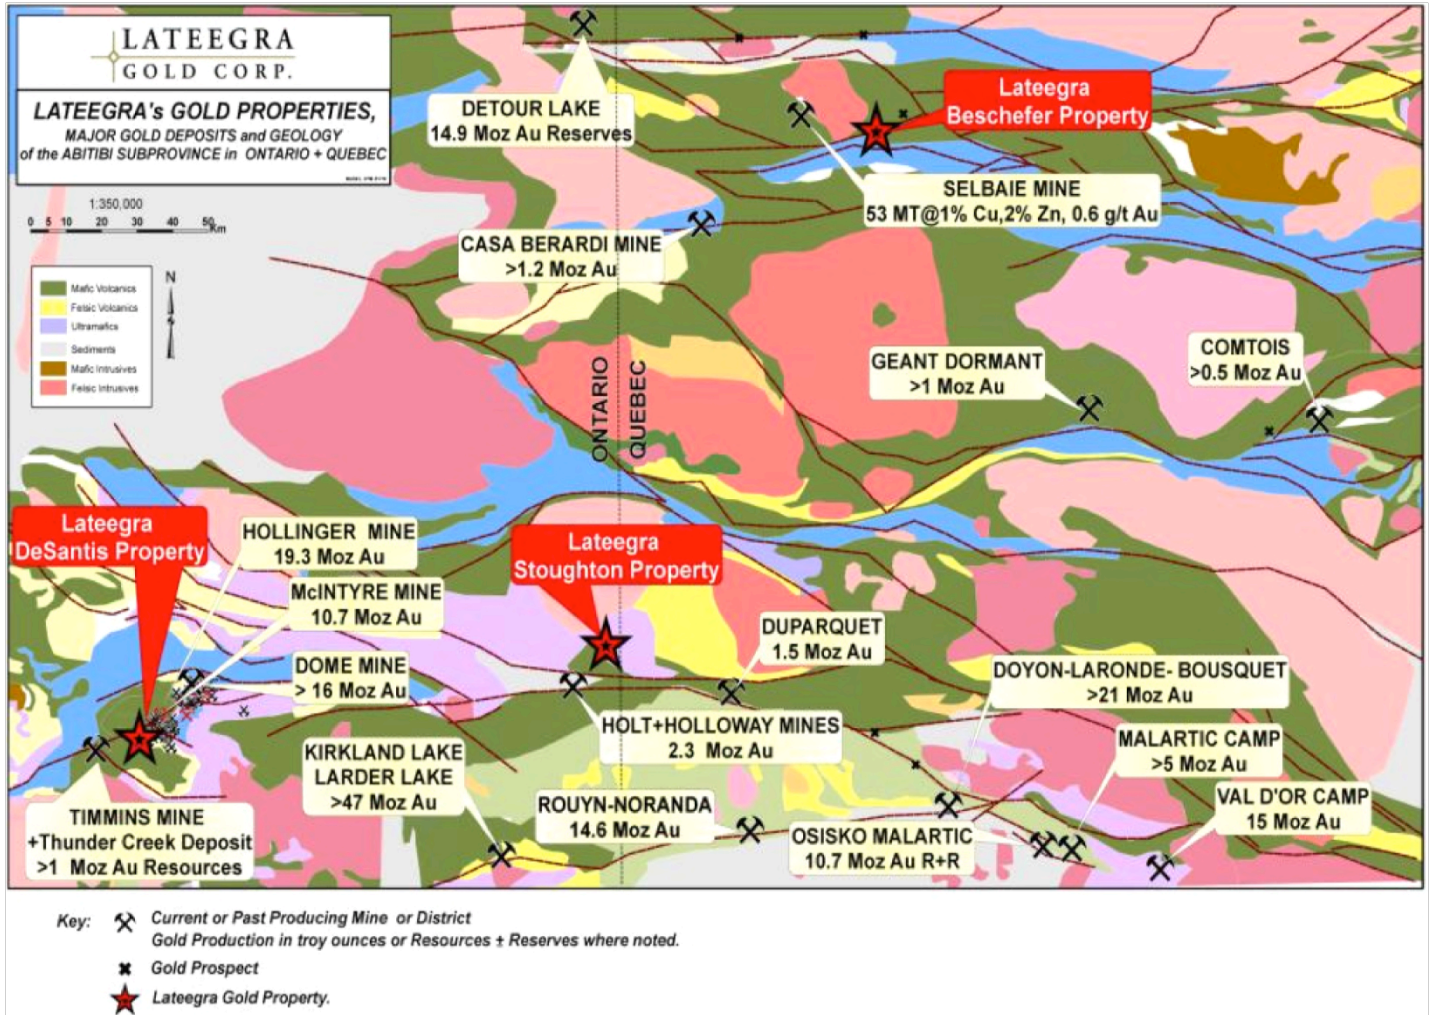 LATEEGRA
GOLD CORP.
LATEEGRA's GOLD PROPERTIES,
MAJOR GOLD DEPOSITS and GEOLOGY
of the ABITIBI SUBPROVINCE in ONTARIO + QUEBEC
1:350,000
0 5 10 20 30 40 50 Km
N
Mafic Volcanics
Felsic Volcanics
Ultramafics
Sediments
Mafic Intrusives
Felsic Intrusives
DETOUR LAKE
14.9 Moz Au Reserves
Lateegra
Beschefer Property
SELBAIE MINE
53 MT@1% Cu,2% Zn, 0.6 g/t Au
CASA BERARDI MINE
>1.2 Moz Au
ONTARIO
QUEBEC
GEANT DORMANT
>1 Moz Au
COMTOIS
>0.5 Moz Au
Lateegra
DeSantis Property
HOLLINGER MINE
19.3 Moz Au
McINTYRE MINE
10.7 Moz Au
DOME MINE
> 16 Moz Au
Lateegra
Stoughton Property
DUPARQUET
1.5 Moz Au
DOYON-LARONDE- BOUSQUET
>21 Moz Au
HOLT+HOLLOWAY MINES
2.3 Moz Au
KIRKLAND LAKE
LARDER LAKE
>47 Moz Au
MALARTIC CAMP
>5 Moz Au
ROUYN-NORANDA
14.6 Moz Au
VAL D'OR CAMP
15 Moz Au
OSISKO MALARTIC
10.7 Moz Au R+R
TIMMINS MINE
+Thunder Creek Deposit
>1 Moz Au Resources
Key:
Current or Past Producing Mine or District
Gold Production in troy ounces or Resources ± Reserves where noted.
Gold Prospect
Lateegra Gold Property.